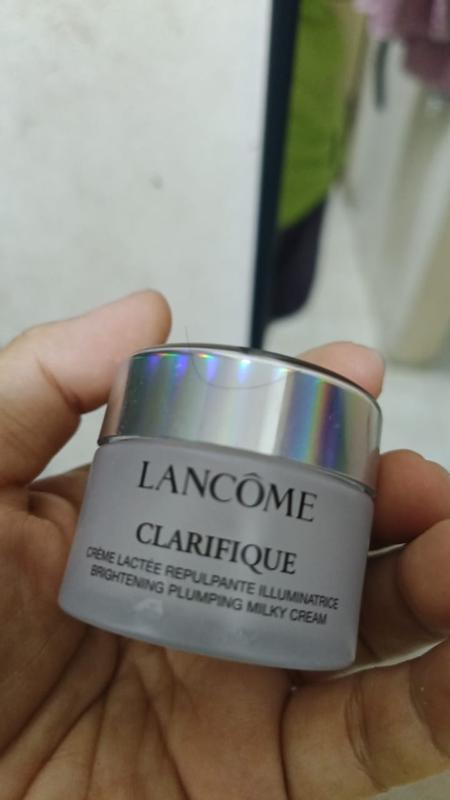 LANCÔME
CLARIFIQUE
CRÈME LACTÉE REPULPANTE ILLUMINATRICE
BRIGHTENING PLUMPING MILKY CREAM